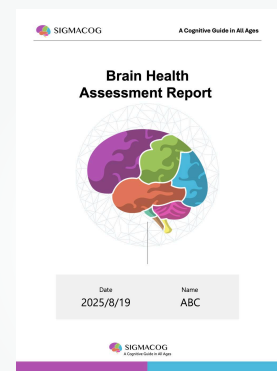 SIGMACOG
A Cognitive Guide in All Ages
Brain Health
Assessment Report
Date
Name
2025/8/19
ABC
SIGMACOG
A Cognitive Guide in All Ages